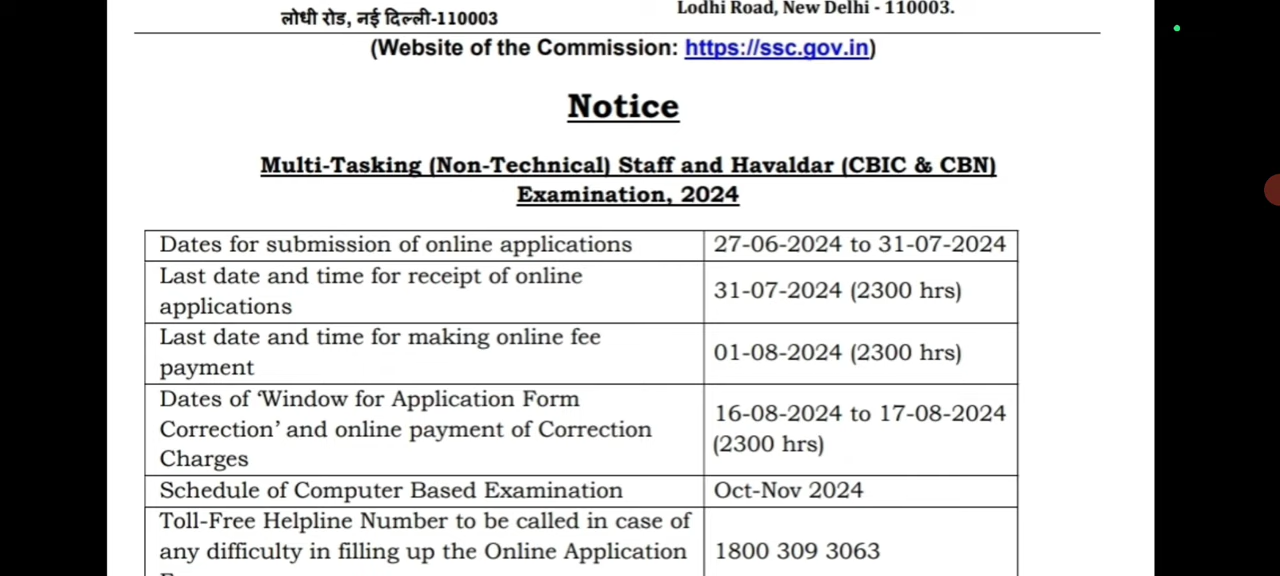 लोधी रोड, नई दिल्ली-110003
Lodhi Road, New Delhi - 110003.
(Website of the Commission: https://ssc.gov.in)
Notice
Multi-Tasking (Non-Technical) Staff and Havaldar (CBIC & CBN)
Examination, 2024
Dates for submission of online applications
27-06-2024 to 31-07-2024
Last date and time for receipt of online
applications
31-07-2024 (2300 hrs)
Last date and time for making online fee
payment
01-08-2024 (2300 hrs)
Dates of ‘Window for Application Form
Correction’ and online payment of Correction
Charges
16-08-2024 to 17-08-2024
(2300 hrs)
Schedule of Computer Based Examination
Oct-Nov 2024
Toll-Free Helpline Number to be called in case of
any difficulty in filling up the Online Application
1800 309 3063